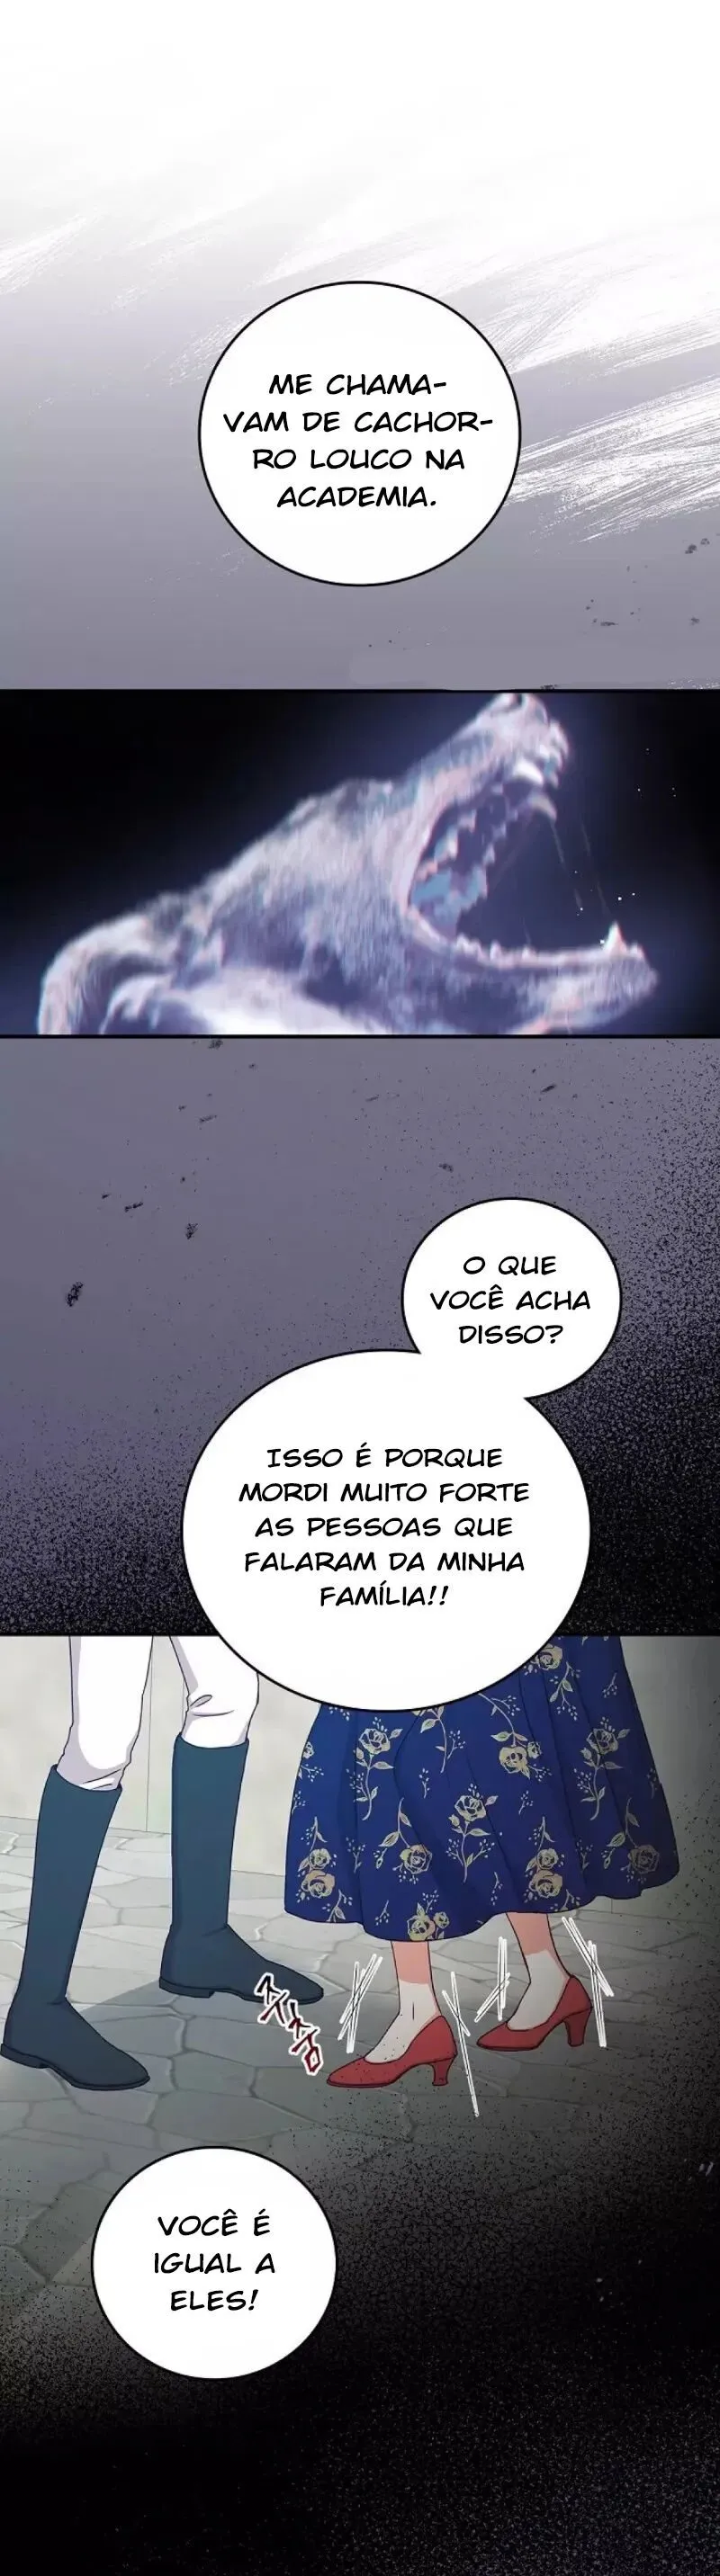 ME CHAMA-
VAM DE CACHOR-
RO LOUCO NA
ACADEMIA.
O QUE
VOCÊ ACHA
DISSO?
ISSO É PORQUE
MORDI MUITO FORTE
AS PESSOAS QUE
FALARAM DA MINHA
FAMÍLIA!!
VOCÊ É
IGUAL A
ELES!